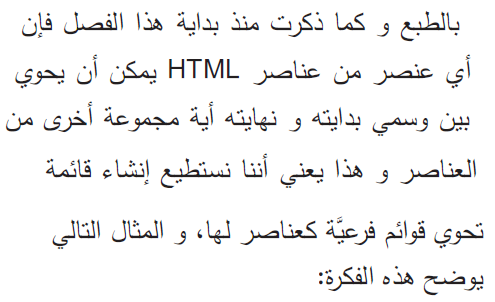 بالطبع و كما ذكرت منذ بداية هذا الفصل فإن
أي عنصر من عناصر HTML يمكن أن يحوي
بين وسمي بدايته و نهايته أية مجموعة أخرى من
العناصر و هذا يعني أننا نستطيع إنشاء قائمة
تحوي قوائم فرعيَّة كعناصر لها، و المثال التالي
يوضح هذه الفكرة: